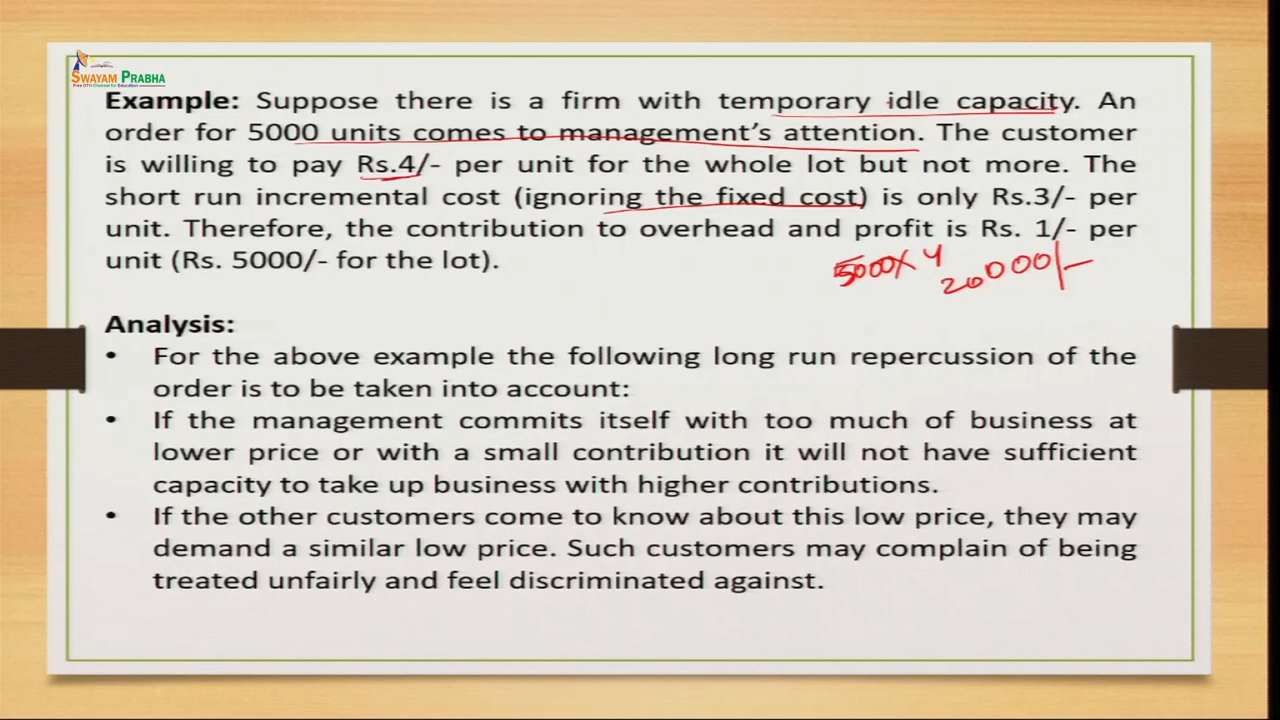 SWAYAM PRABHA
Free DTH Channel for Education
Example: Suppose there is a firm with temporary idle capacity. An
order for 5000 units comes to management's attention. The customer
is willing to pay Rs.4/- per unit for the whole lot but not more. The
short run incremental cost (ignoring the fixed cost) is only Rs.3/- per
unit. Therefore, the contribution to overhead and profit is Rs. 1/- per
unit (Rs. 5000/- for the lot).
5000 X 4
20000/-
Analysis:
• For the above example the following long run repercussion of the
order is to be taken into account:
• If the management commits itself with too much of business at
lower price or with a small contribution it will not have sufficient
capacity to take up business with higher contributions.
• If the other customers come to know about this low price, they may
demand a similar low price. Such customers may complain of being
treated unfairly and feel discriminated against.